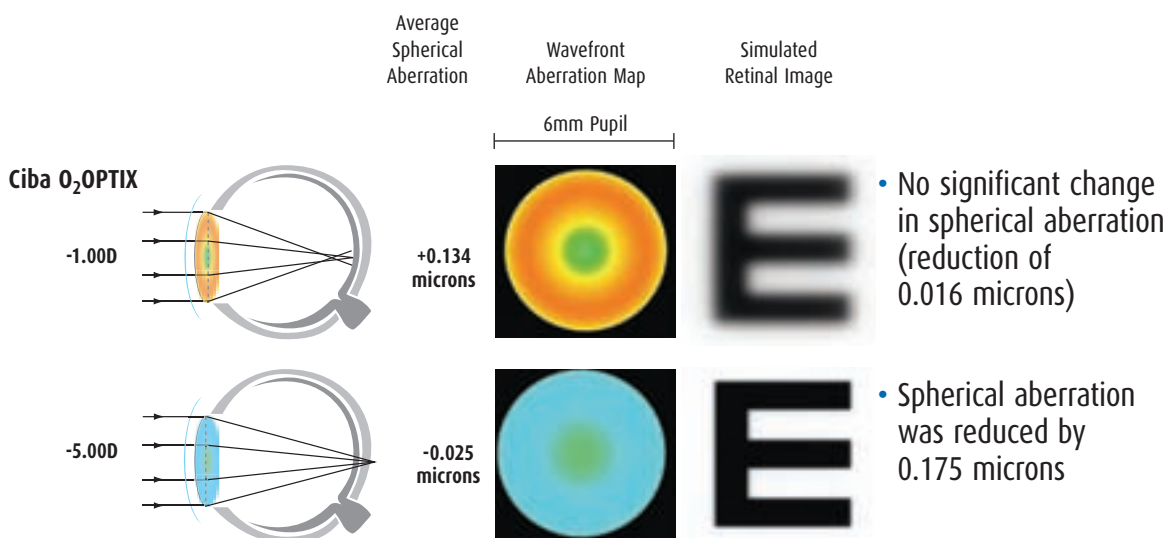 Average
Spherical
Aberration
Wavefront
Aberration Map
Simulated
Retinal Image
6mm Pupil
Ciba O₂OPTIX
-1.00D
+0.134
microns
E
• No significant change
in spherical aberration
(reduction of
0.016 microns)
-5.00D
-0.025
microns
E
• Spherical aberration
was reduced by
0.175 microns